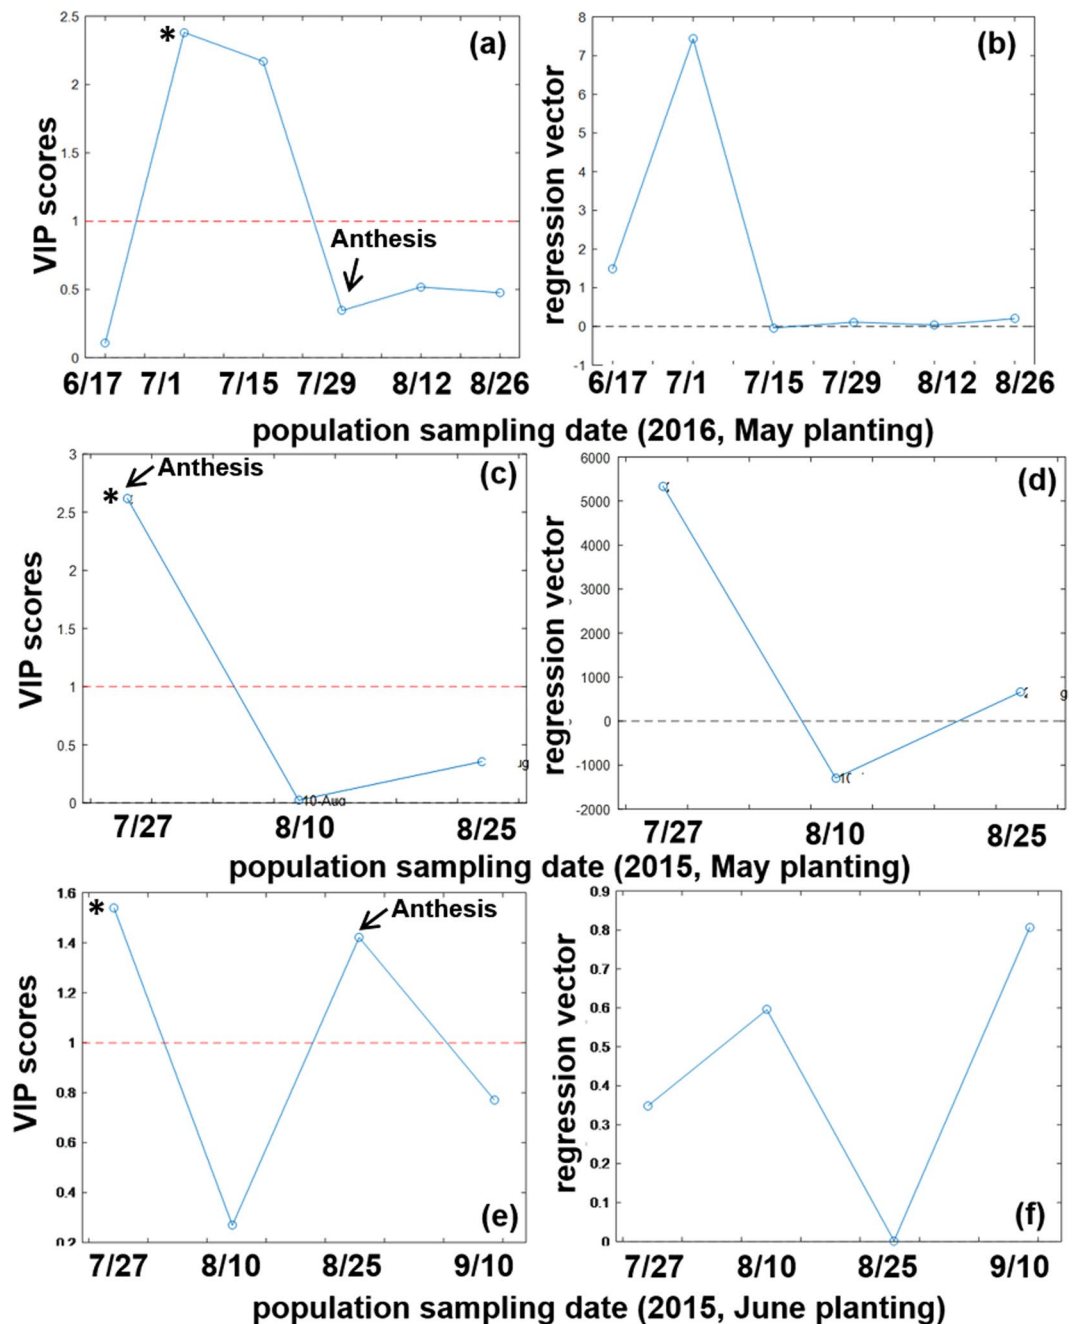 2.5
2
1.5
1
0.5
0
VIP scores
*
(a)
Anthesis
6/17 7/1 7/15 7/29 8/12 8/26
8
7
6
5
4
3
2
1
0
-1
regression vector
(b)
6/17 7/1 7/15 7/29 8/12 8/26
population sampling date (2016, May planting)
3
2.5
2
1.5
1
0.5
0
VIP scores
*
Anthesis
(c)
10-Aug
7/27 8/10 8/25
6000
5000
4000
3000
2000
1000
0
-1000
-2000
regression vector
(d)
7/27 8/10 8/25
population sampling date (2015, May planting)
1.6
1.4
1.2
1
0.8
0.6
0.4
0.2
VIP scores
*
Anthesis
(e)
7/27 8/10 8/25 9/10
0.9
0.8
0.7
0.6
0.5
0.4
0.3
0.2
0.1
0
regression vector
(f)
7/27 8/10 8/25 9/10
population sampling date (2015, June planting)